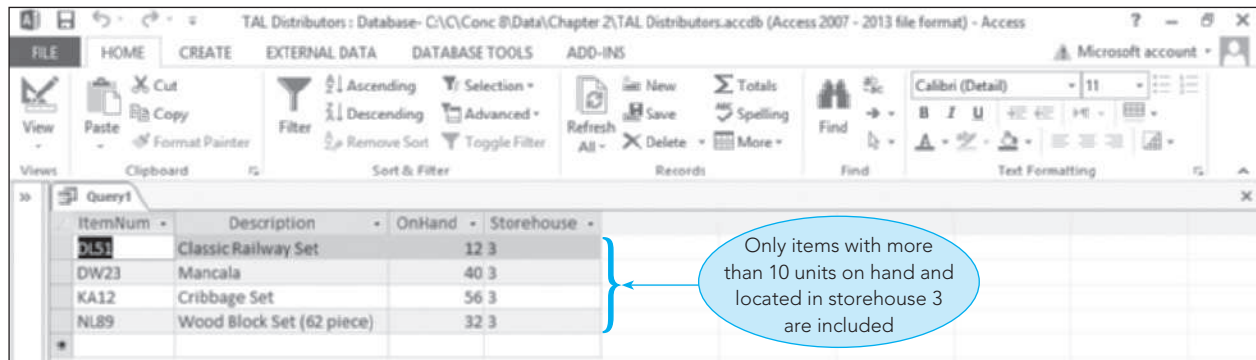 TAL Distributors : Database- C:\C\Conc 8\Data\Chapter 2\TAL Distributors.accdb (Access 2007 - 2013 file format) - Access
FILE HOME CREATE EXTERNAL DATA DATABASE TOOLS ADD-INS Microsoft account
Cut Ascending Selection New Totals Calibri (Detail) 11
Copy Descending Advanced Save Spelling B I U
View Paste Format Painter Filter Remove Sort Toggle Filter Refresh All Delete More Find A
Views Clipboard Sort & Filter Records Find Text Formatting
Query1
ItemNum Description OnHand Storehouse
DL51 Classic Railway Set 12 3
DW23 Mancala 40 3
KA12 Cribbage Set 56 3
NL89 Wood Block Set (62 piece) 32 3
Only items with more
than 10 units on hand and
located in storehouse 3
are included